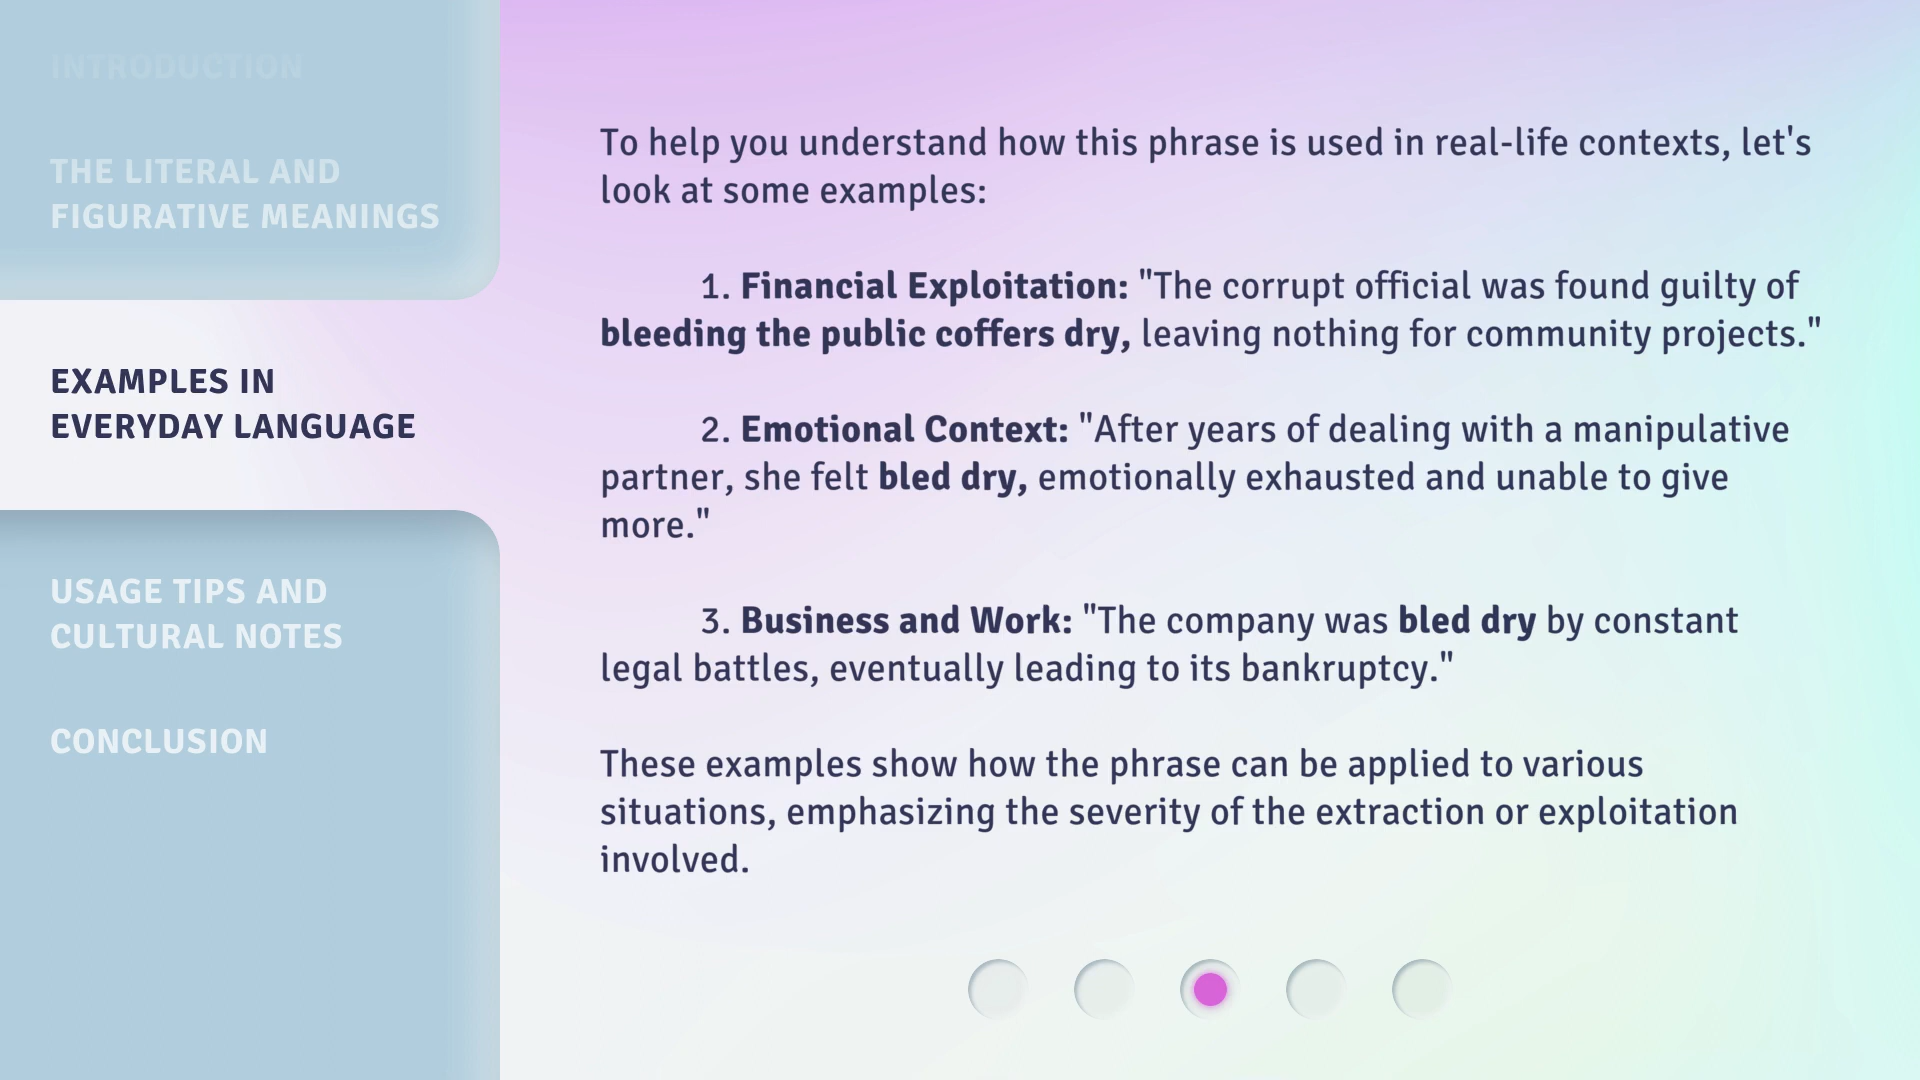 INTRODUCTION
THE LITERAL AND
FIGURATIVE MEANINGS
EXAMPLES IN
EVERYDAY LANGUAGE
USAGE TIPS AND
CULTURAL NOTES
CONCLUSION
To help you understand how this phrase is used in real-life contexts, let's
look at some examples:
1. Financial Exploitation: "The corrupt official was found guilty of
bleeding the public coffers dry, leaving nothing for community projects."
2. Emotional Context: "After years of dealing with a manipulative
partner, she felt bled dry, emotionally exhausted and unable to give
more."
3. Business and Work: "The company was bled dry by constant
legal battles, eventually leading to its bankruptcy."
These examples show how the phrase can be applied to various
situations, emphasizing the severity of the extraction or exploitation
involved.